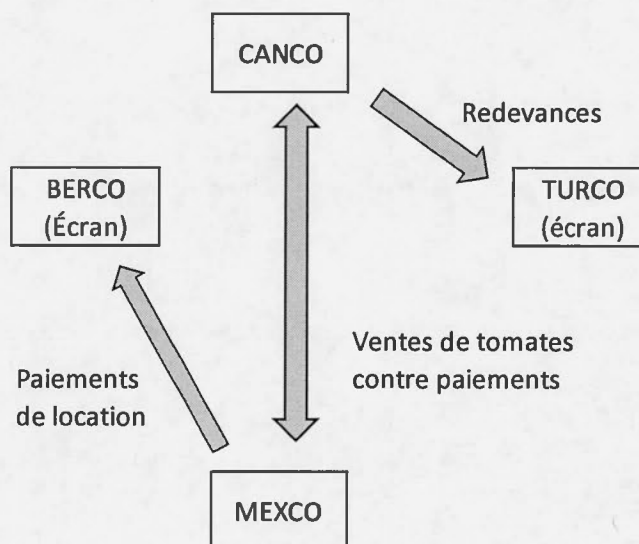 CANCO
Redevances
BERCO
(Écran)
TURCO
(écran)
Ventes de tomates
contre paiements
Paiements
de location
MEXCO